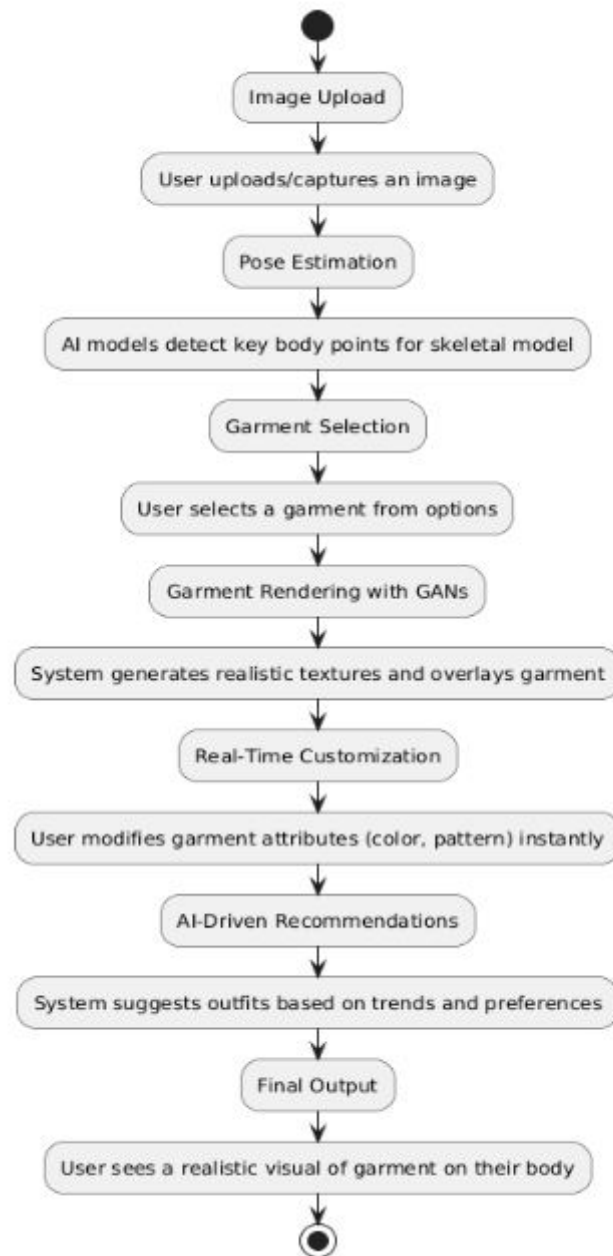 Image Upload
User uploads/captures an image
Pose Estimation
AI models detect key body points for skeletal model
Garment Selection
User selects a garment from options
Garment Rendering with GANs
System generates realistic textures and overlays garment
Real-Time Customization
User modifies garment attributes (color, pattern) instantly
AI-Driven Recommendations
System suggests outfits based on trends and preferences
Final Output
User sees a realistic visual of garment on their body